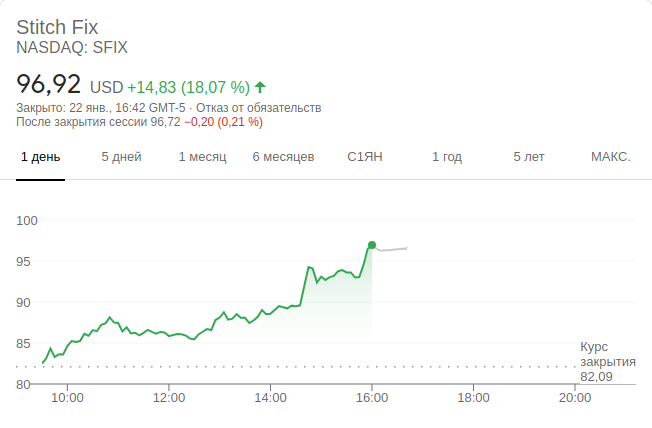 Stitch Fix
NASDAQ: SFIX
96,92 USD +14,83 (18,07 %)
Закрыто: 22 янв., 16:42 GMT-5 · Отказ от обязательств
После закрытия сессии 96,72 −0,20 (0,21 %)
1 день 5 дней 1 месяц 6 месяцев С1ЯН 1 год 5 лет МАКС.
100
95
90
85
Курс
закрытия
82,09
80
10:00 12:00 14:00 16:00 18:00 20:00